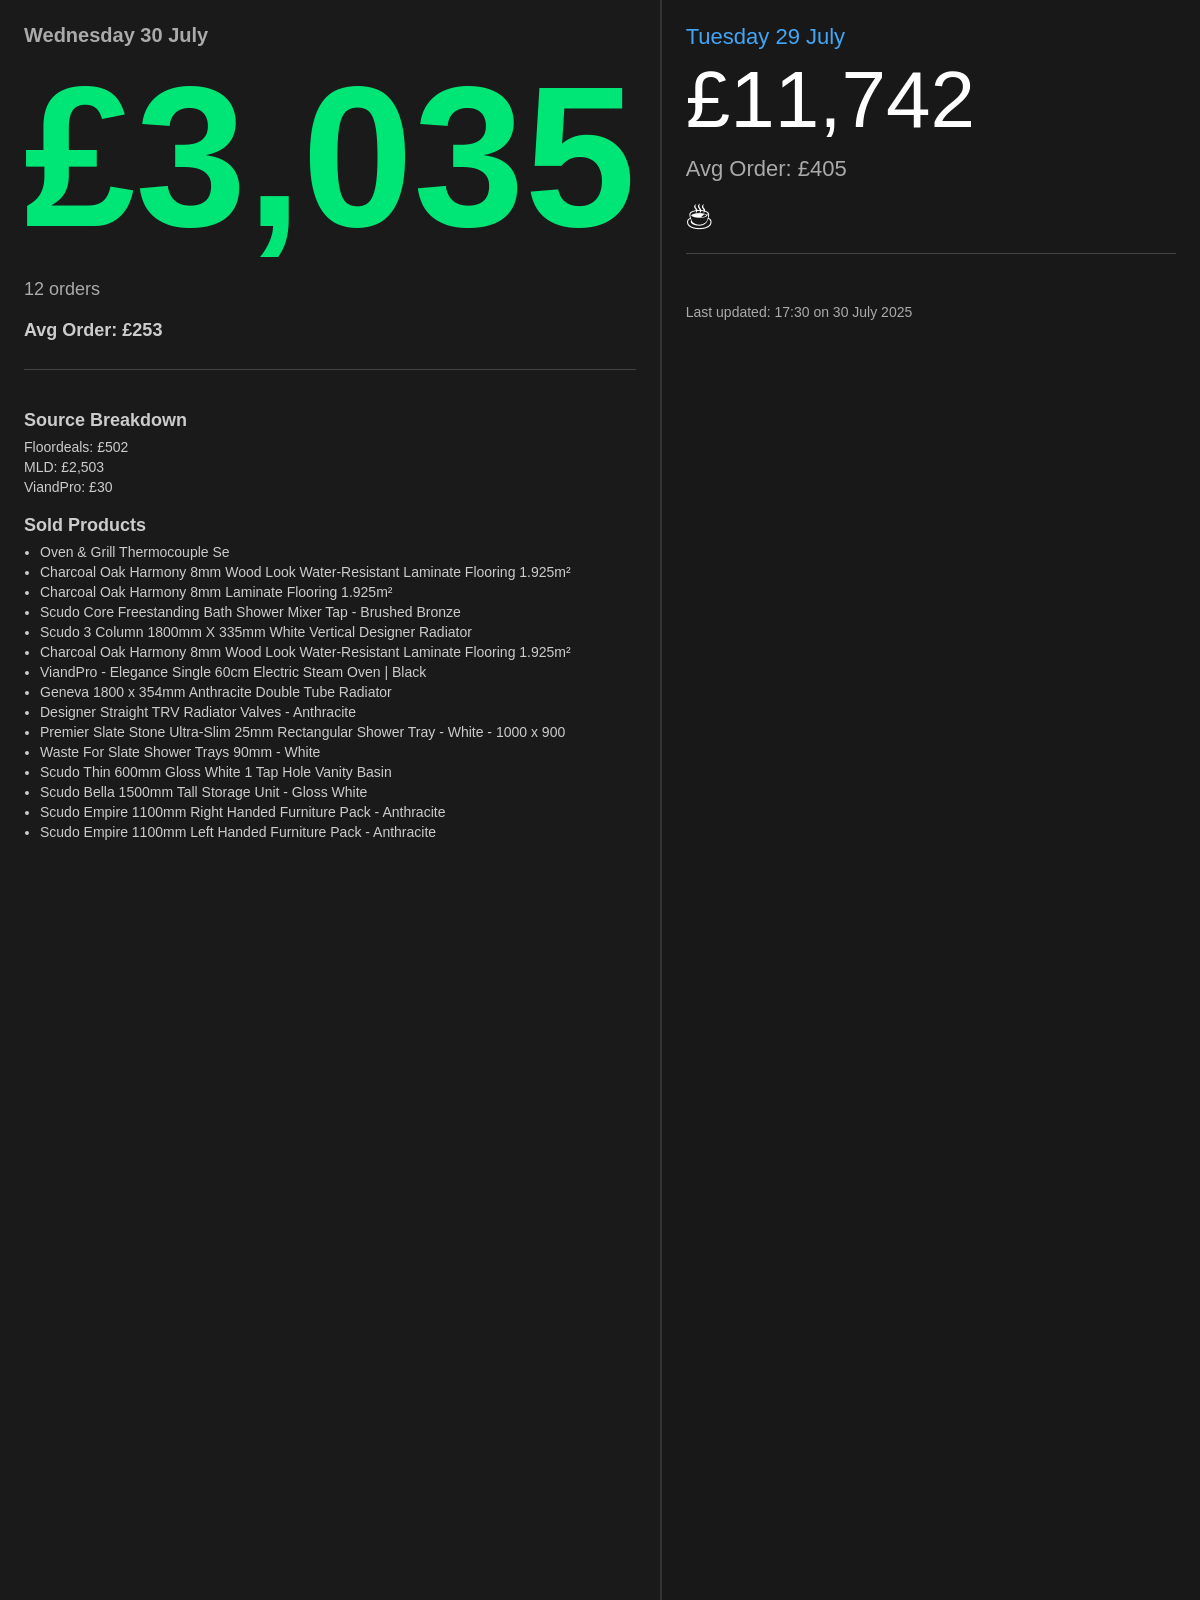 Wednesday 30 July
£3,035
12 orders
Avg Order: £253
Source Breakdown
Floordeals: £502
MLD: £2,503
ViandPro: £30
Sold Products
• Oven & Grill Thermocouple Se
• Charcoal Oak Harmony 8mm Wood Look Water-Resistant Laminate Flooring 1.925m²
• Charcoal Oak Harmony 8mm Laminate Flooring 1.925m²
• Scudo Core Freestanding Bath Shower Mixer Tap - Brushed Bronze
• Scudo 3 Column 1800mm X 335mm White Vertical Designer Radiator
• Charcoal Oak Harmony 8mm Wood Look Water-Resistant Laminate Flooring 1.925m²
• ViandPro - Elegance Single 60cm Electric Steam Oven | Black
• Geneva 1800 x 354mm Anthracite Double Tube Radiator
• Designer Straight TRV Radiator Valves - Anthracite
• Premier Slate Stone Ultra-Slim 25mm Rectangular Shower Tray - White - 1000 x 900
• Waste For Slate Shower Trays 90mm - White
• Scudo Thin 600mm Gloss White 1 Tap Hole Vanity Basin
• Scudo Bella 1500mm Tall Storage Unit - Gloss White
• Scudo Empire 1100mm Right Handed Furniture Pack - Anthracite
• Scudo Empire 1100mm Left Handed Furniture Pack - Anthracite
Tuesday 29 July
£11,742
Avg Order: £405
☕
Last updated: 17:30 on 30 July 2025